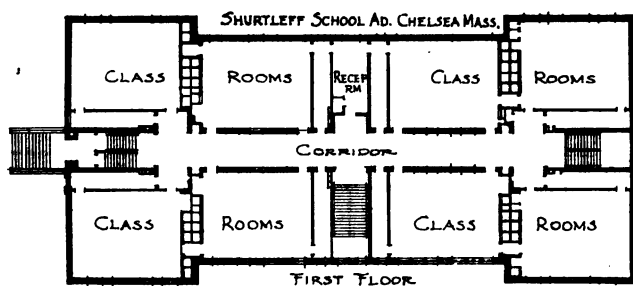 SHURTLEFF SCHOOL AD. CHELSEA MASS.
CLASS ROOMS RECEP RM CLASS ROOMS
CORRIDOR
CLASS ROOMS CLASS ROOMS
FIRST FLOOR